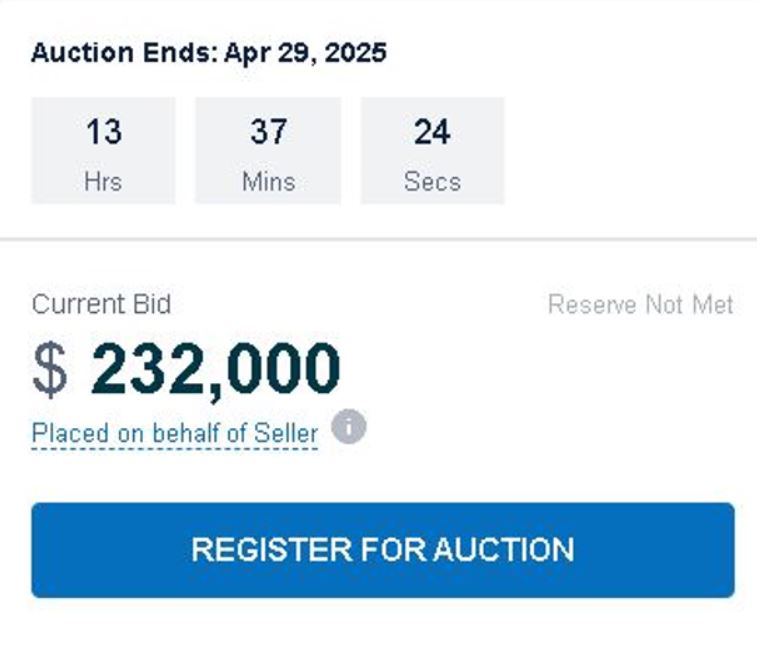 Auction Ends: Apr 29, 2025
13 37 24
Hrs Mins Secs
Current Bid Reserve Not Met
$ 232,000
Placed on behalf of Seller i
REGISTER FOR AUCTION